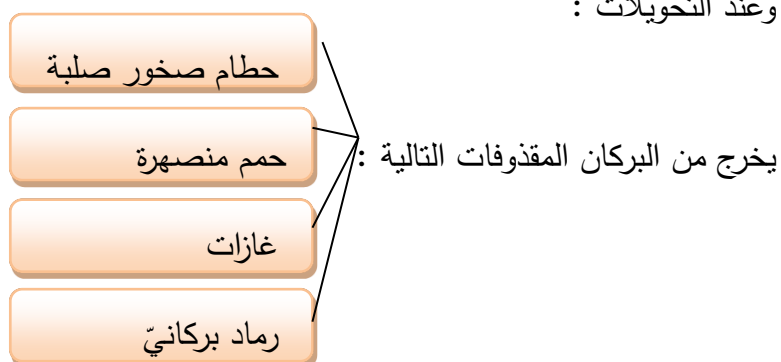 وعند التحويلات :
حطام صخور صلبة
يخرج من البركان المقذوفات التالية :
حمم منصهرة
غازات
رماد بركانيّ